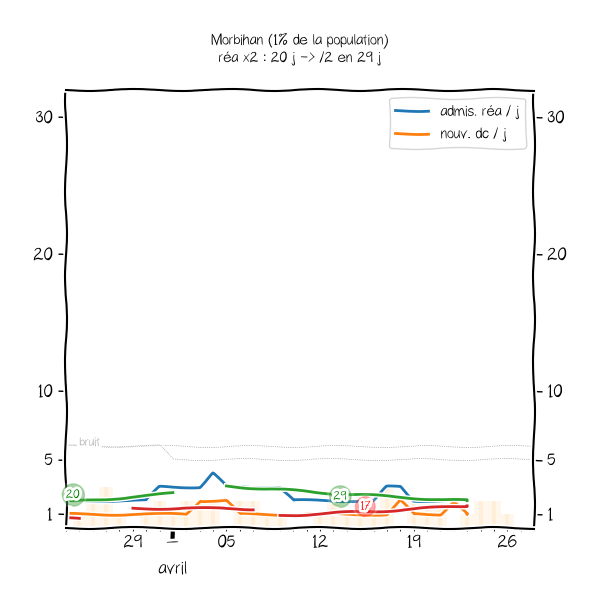 Morbihan (1% de la population)
réa x2 : 20 j -> /2 en 29 j
admis. réa / j
nouv. dc / j
30 30
20 20
10 10
bruit
5 5
20
29
17
1 1
29 1 05 12 19 26
avril